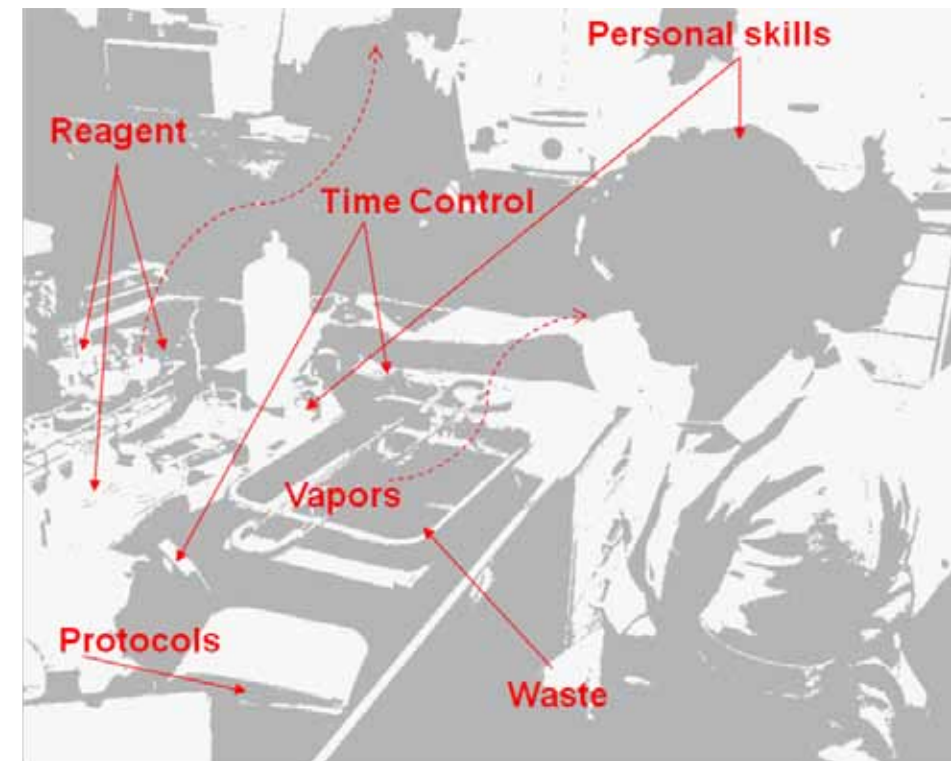 Personal skills
Reagent
Time Control
Vapors
Protocols
Waste